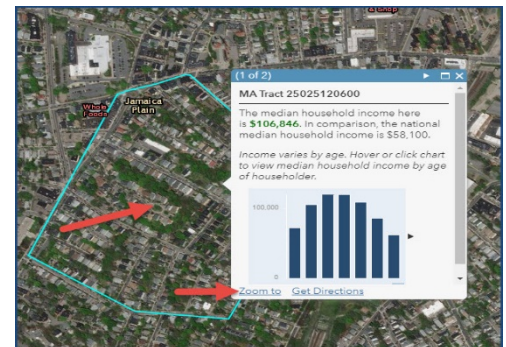 & Shop
(1 of 2)
MA Tract 25025120600
The median household income here
is $106,846. In comparison, the national
median household income is $58,100.
Income varies by age. Hover or click chart
to view median household income by age
of householder.
100,000
0
Zoom to Get Directions
Whole
Foods
Jamaica
Plain